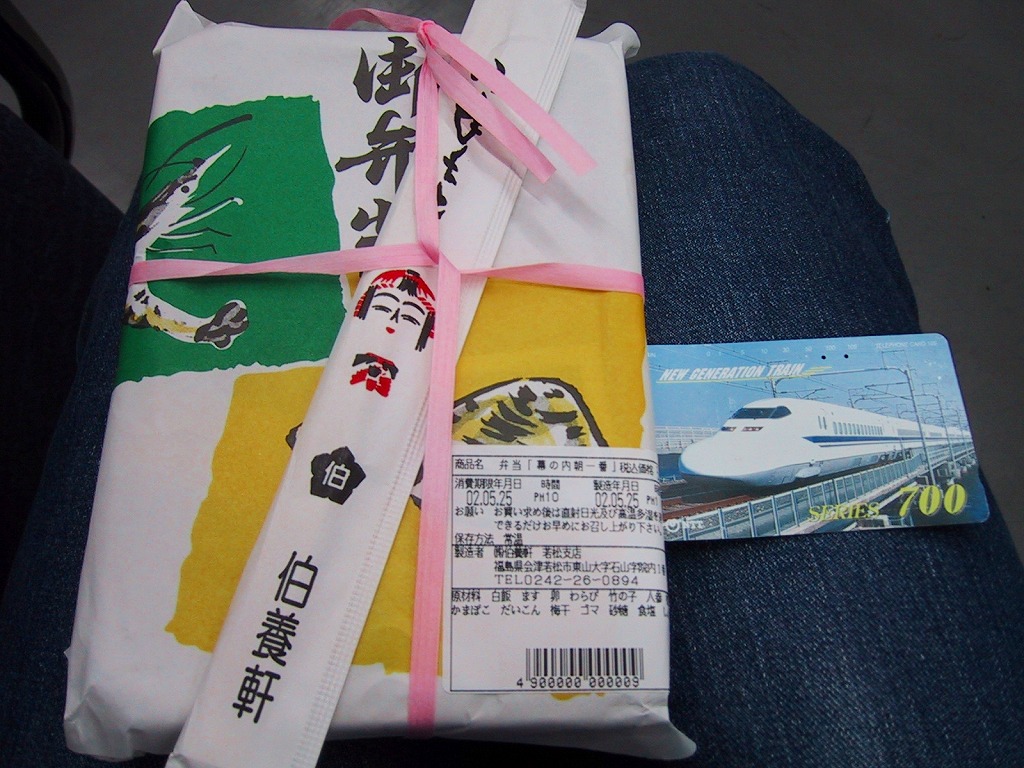 御弁当
伯
伯養軒
商品名 弁当「幕の内朝一番」税込価格
消費期限年月日 時間 製造年月日
02.05.25 PM10 02.05.25
お願い お買い求め後は直射日光及び高温多湿
できるだけお早めにお召し上がり下さい
保存方法 常温
製造者 ㈱伯養軒 若松支店
福島県会津若松市東山大字石山字院内
TEL0242-26-0894
原材料 白飯 ます 卵 わらび 竹の子 人参
かまぼこ だいこん 梅干 ゴマ 砂糖 食塩
4900000000009
TELEPHONE CARD
NEW GENERATION TRAIN
SERIES 700